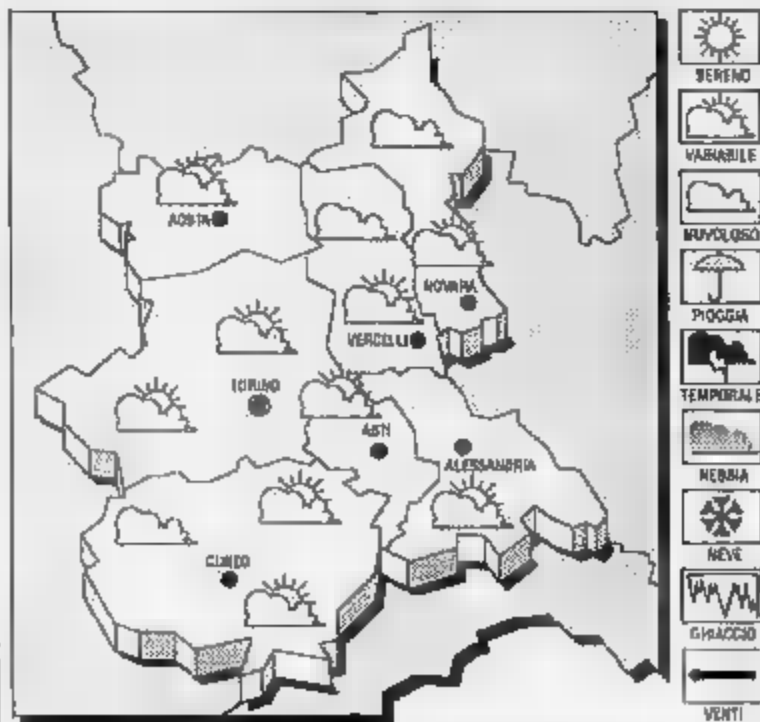 AOSTA
NOVARA
VERCELLI
TORINO
ASTI
ALESSANDRIA
CUNEO
SERENO
VARIABILE
NUVOLOSO
PIOGGIA
TEMPORALE
NEBBIA
NEVE
GHIACCIO
VENTI